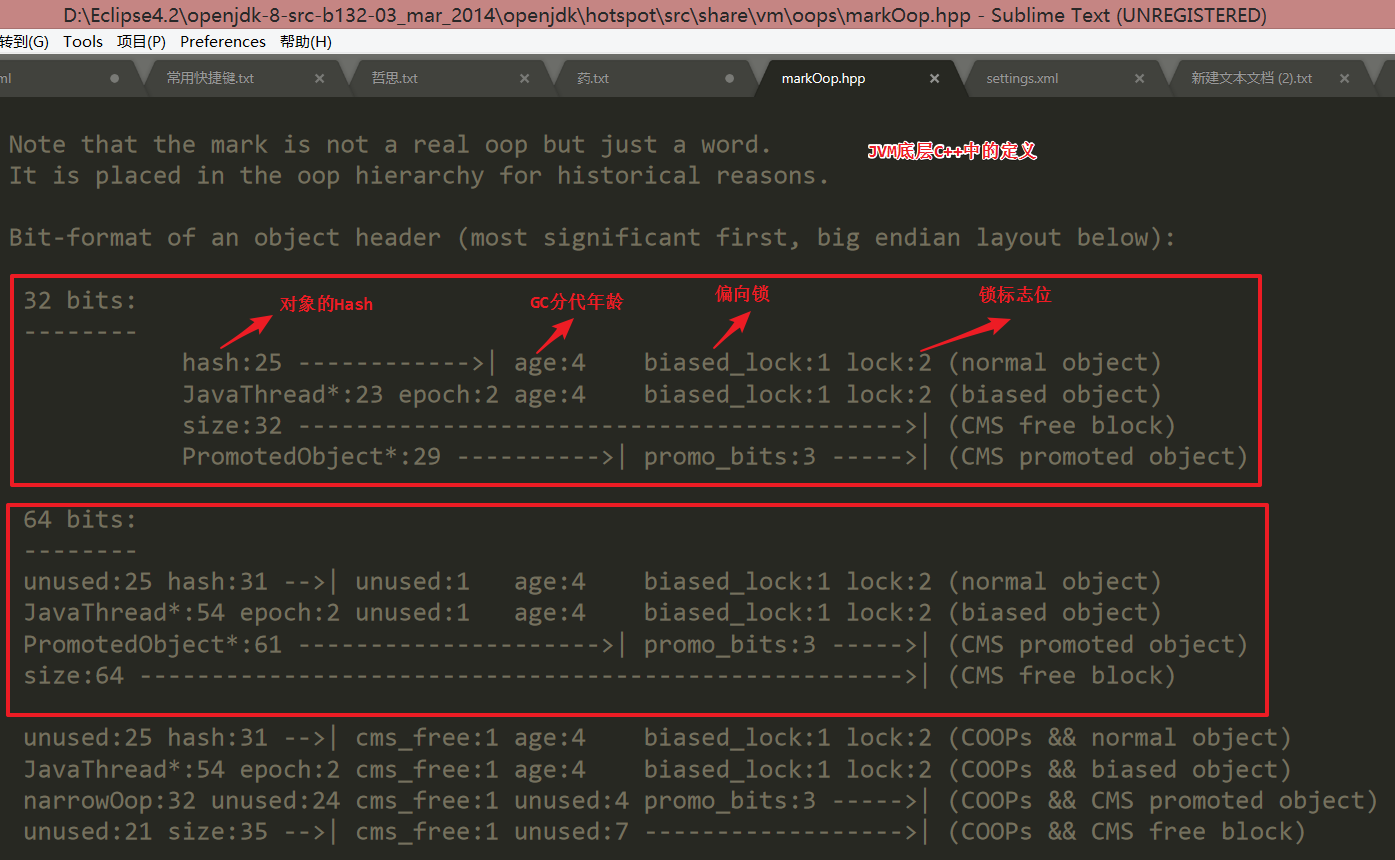 D:\Eclipse4.2\openjdk-8-src-b132-03_mar_2014\openjdk\hotspot\src\share\vm\oops\markOop.hpp - Sublime Text (UNREGISTERED)
转到(G) Tools 项目(P) Preferences 帮助(H)
ml 常用快捷键.txt 哲思.txt 药.txt markOop.hpp settings.xml 新建文本文档 (2).txt
Note that the mark is not a real oop but just a word.
JVM底层C++中的定义
It is placed in the oop hierarchy for historical reasons.
Bit-format of an object header (most significant first, big endian layout below):
32 bits:
对象的Hash GC分代年龄 偏向锁 锁标志位
--------
hash:25 ------------>| age:4 biased_lock:1 lock:2 (normal object)
JavaThread*:23 epoch:2 age:4 biased_lock:1 lock:2 (biased object)
size:32 ------------------------------------------>| (CMS free block)
PromotedObject*:29 ---------->| promo_bits:3 ----->| (CMS promoted object)
64 bits:
--------
unused:25 hash:31 -->| unused:1 age:4 biased_lock:1 lock:2 (normal object)
JavaThread*:54 epoch:2 unused:1 age:4 biased_lock:1 lock:2 (biased object)
PromotedObject*:61 --------------------->| promo_bits:3 ----->| (CMS promoted object)
size:64 ----------------------------------------------------->| (CMS free block)
unused:25 hash:31 -->| cms_free:1 age:4 biased_lock:1 lock:2 (COOPs && normal object)
JavaThread*:54 epoch:2 cms_free:1 age:4 biased_lock:1 lock:2 (COOPs && biased object)
narrowOop:32 unused:24 cms_free:1 unused:4 promo_bits:3 ----->| (COOPs && CMS promoted object)
unused:21 size:35 -->| cms_free:1 unused:7 ------------------>| (COOPs && CMS free block)